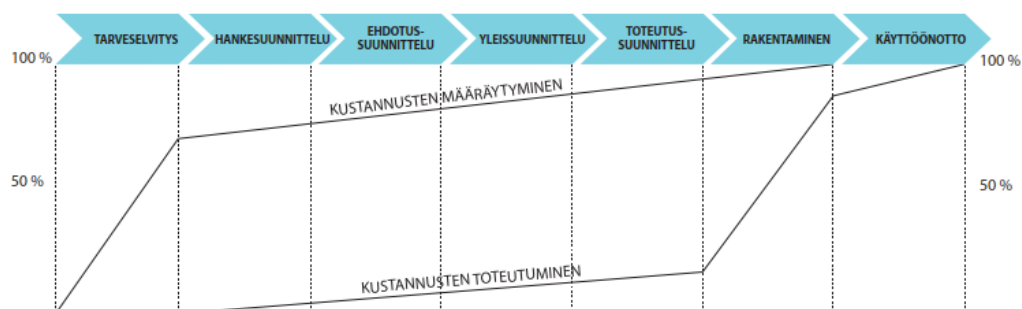 TARVESELVITYS
HANKESUUNNITTELU
EHDOTUS-
SUUNNITTELU
YLEISSUUNNITTELU
TOTEUTUS-
SUUNNITTELU
RAKENTAMINEN
KÄYTTÖÖNOTTO
100 %
100 %
KUSTANNUSTEN MÄÄRÄYTYMINEN
50 %
50 %
KUSTANNUSTEN TOTEUTUMINEN